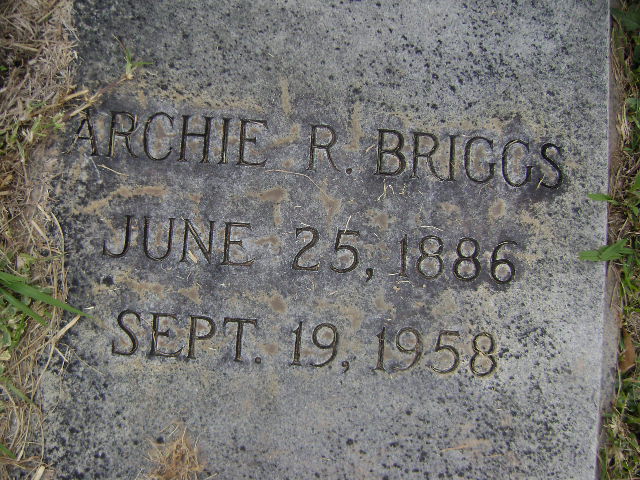 ARCHIE R. BRIGGS
JUNE 25, 1886
SEPT. 19, 1958